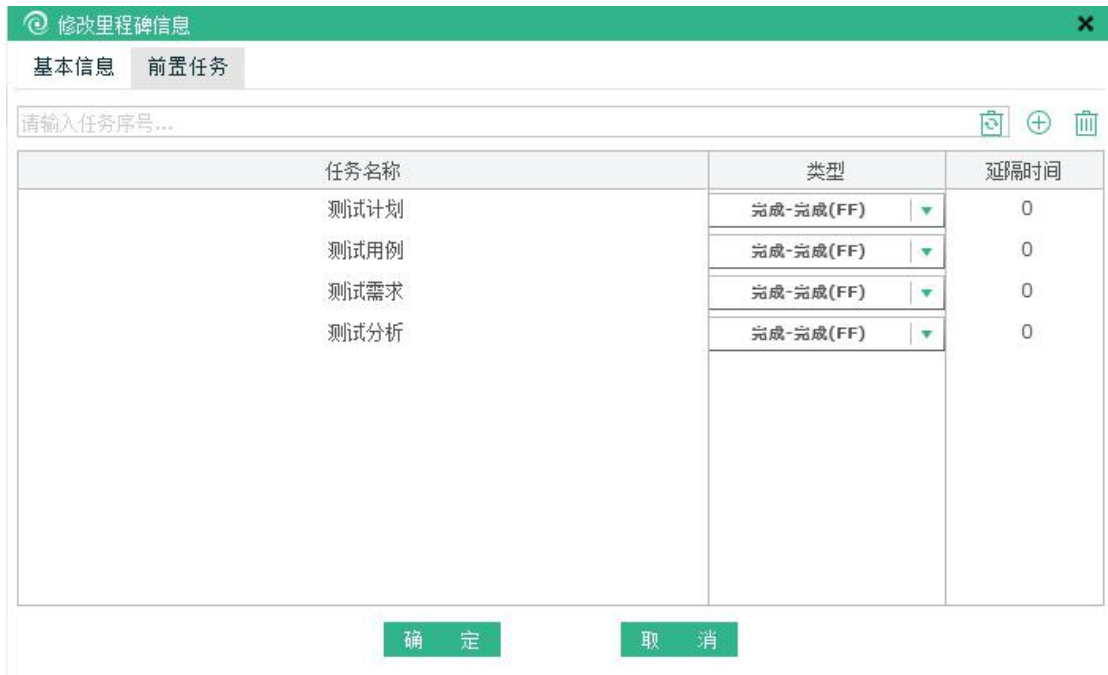 修改里程碑信息
基本信息 前置任务
请输入任务序号...
任务名称 类型 延隔时间
测试计划 完成-完成(FF) 0
测试用例 完成-完成(FF) 0
测试需求 完成-完成(FF) 0
测试分析 完成-完成(FF) 0
确 定 取 消